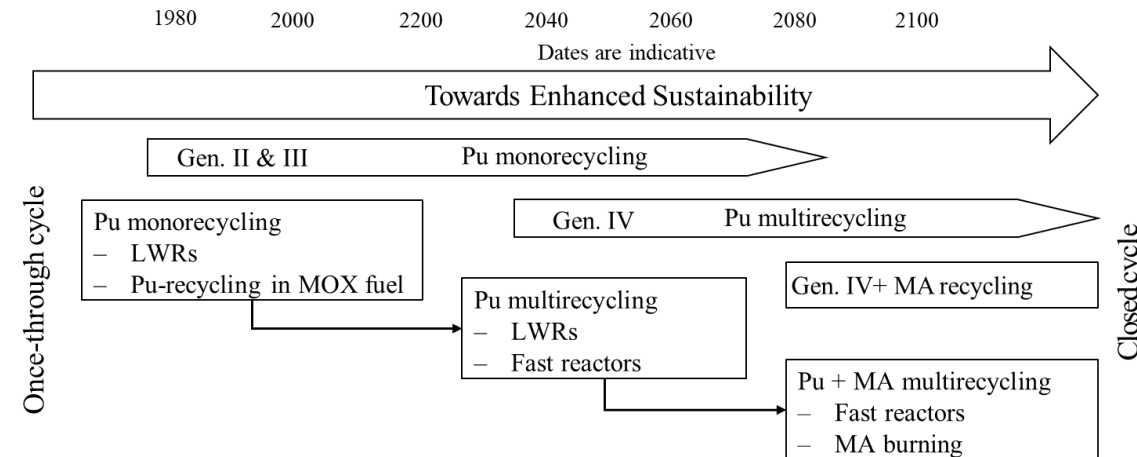 1980 2000 2200 2040 2060 2080 2100
Dates are indicative
Towards Enhanced Sustainability
Gen. II & III Pu monorecycling
Once-through cycle
Pu monorecycling
– LWRs
– Pu-recycling in MOX fuel
Gen. IV Pu multirecycling
Pu multirecycling
– LWRs
– Fast reactors
Gen. IV+ MA recycling
Pu + MA multirecycling
– Fast reactors
– MA burning
Closed cycle